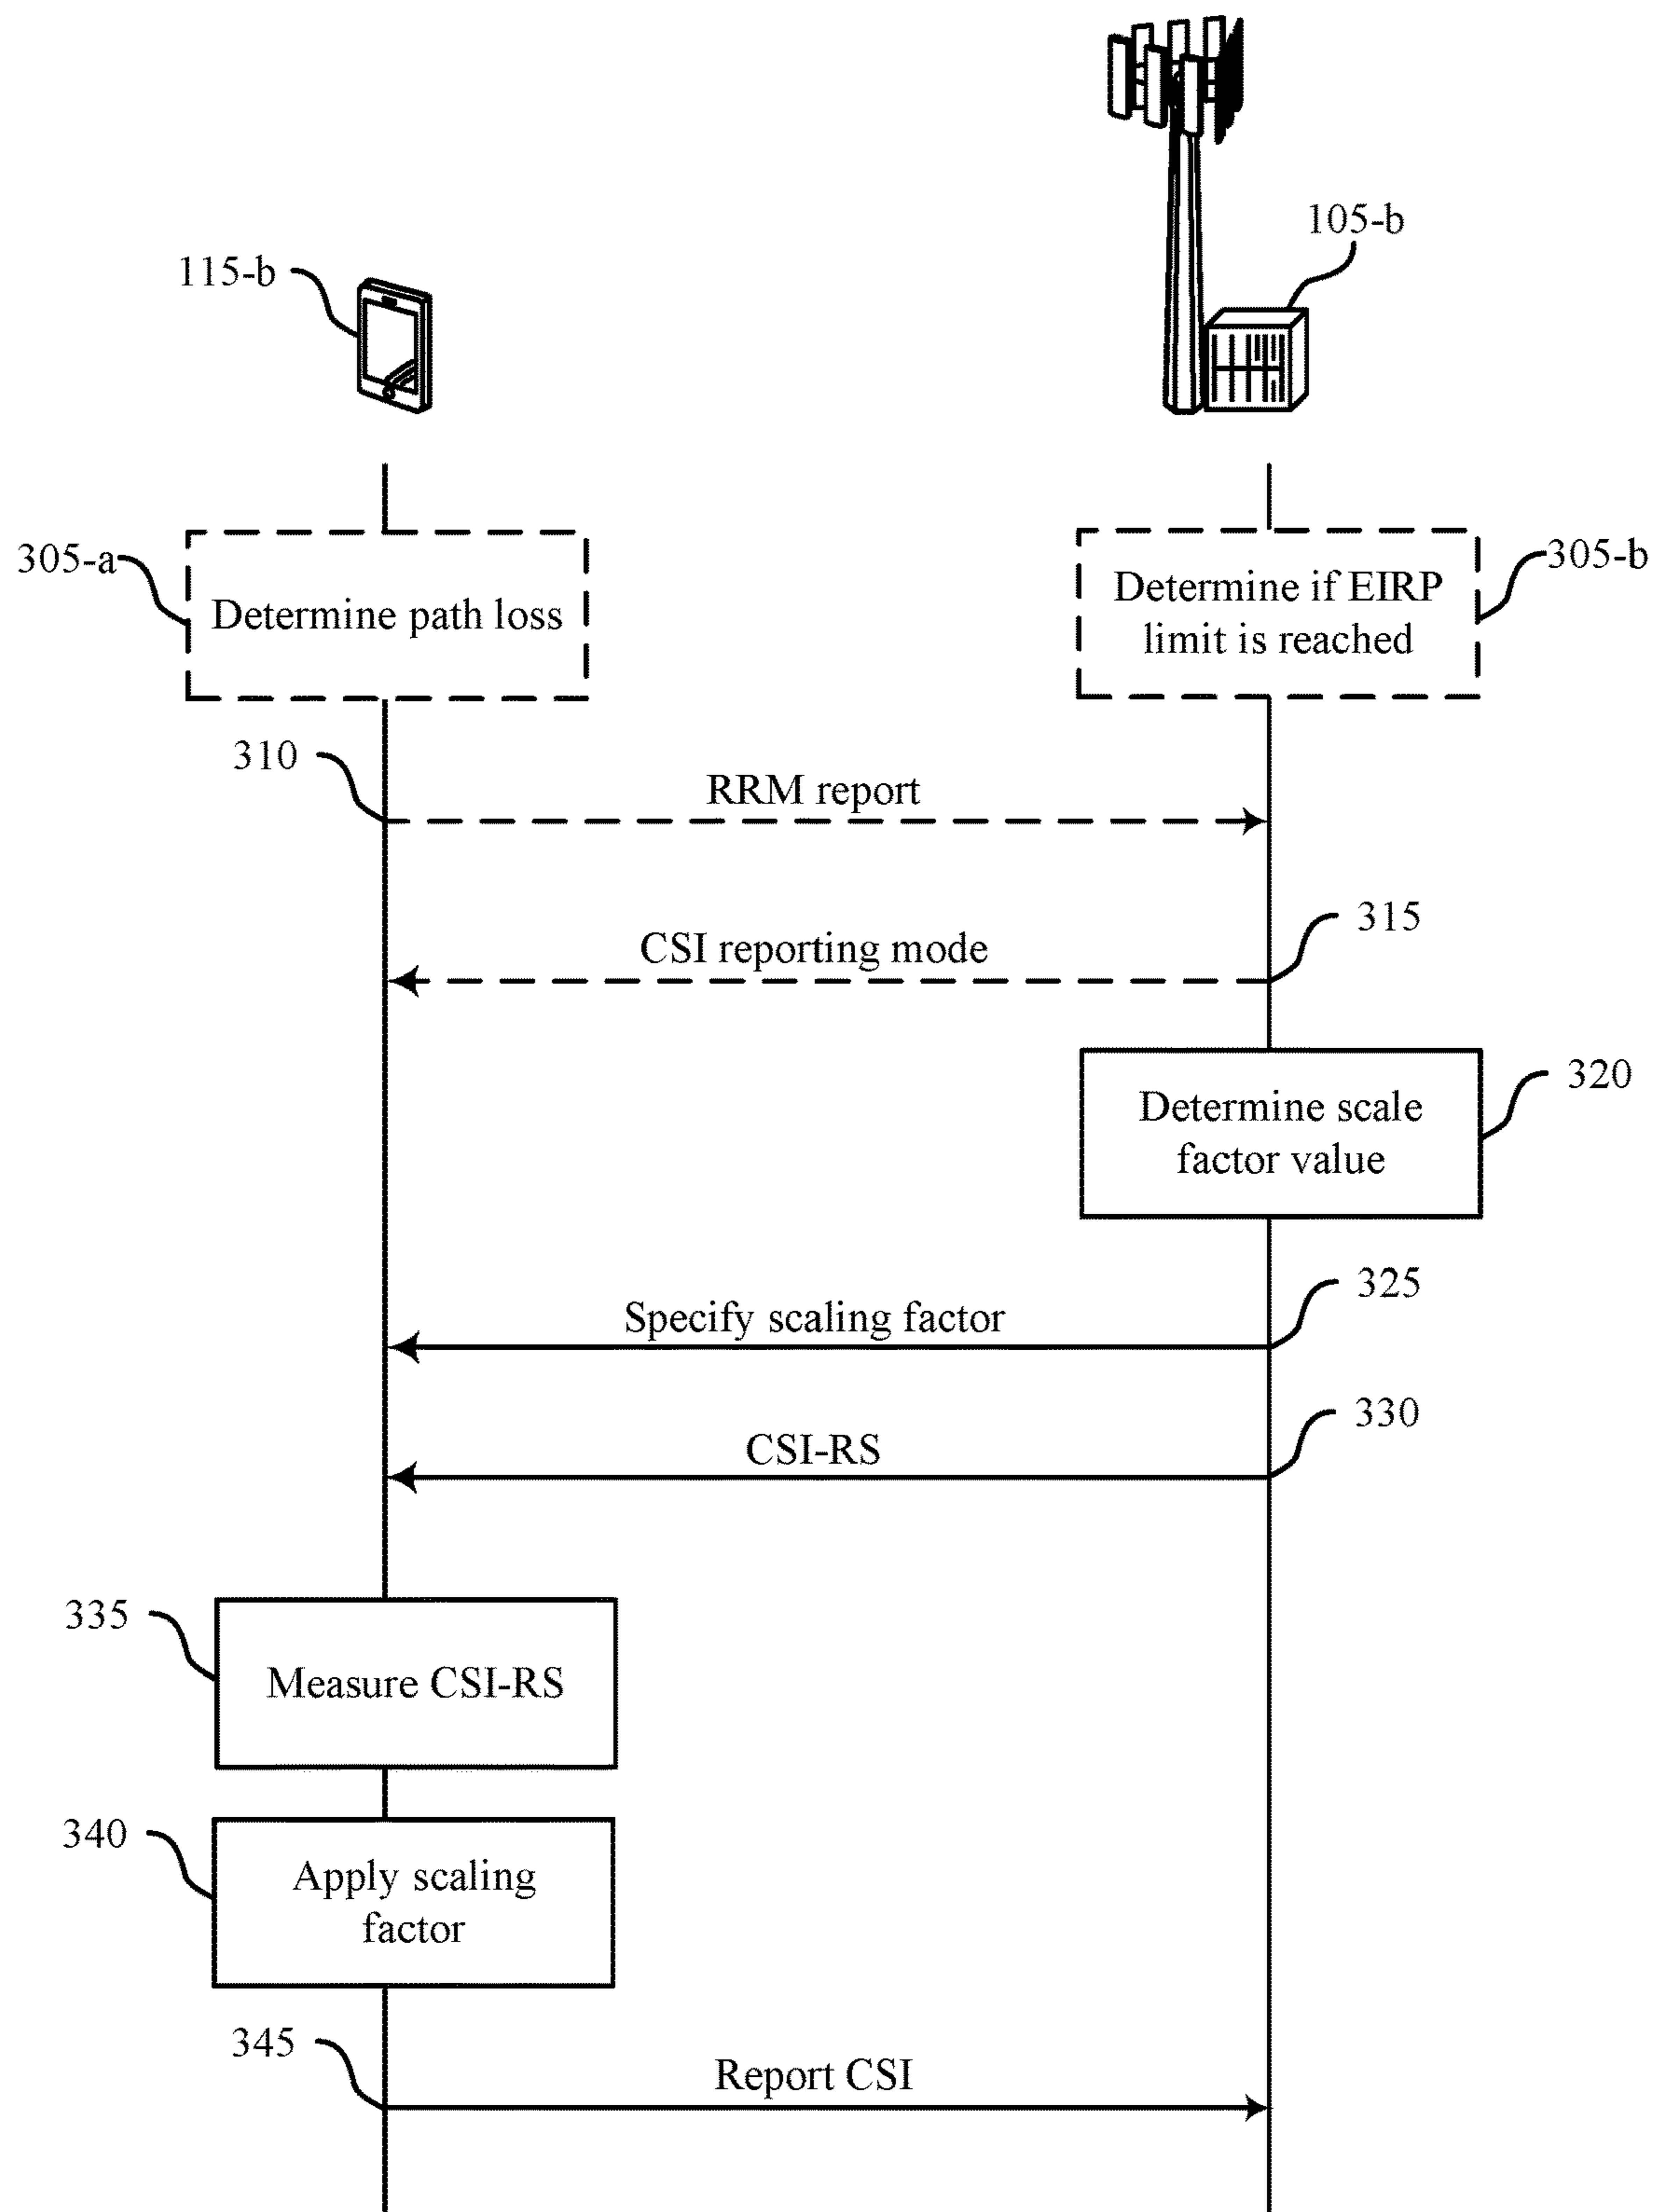 105-b
115-b
305-a
Determine path loss
Determine if EIRP
limit is reached
305-b
310
RRM report
315
CSI reporting mode
320
Determine scale
factor value
325
Specify scaling factor
330
CSI-RS
335
Measure CSI-RS
340
Apply scaling
factor
345
Report CSI